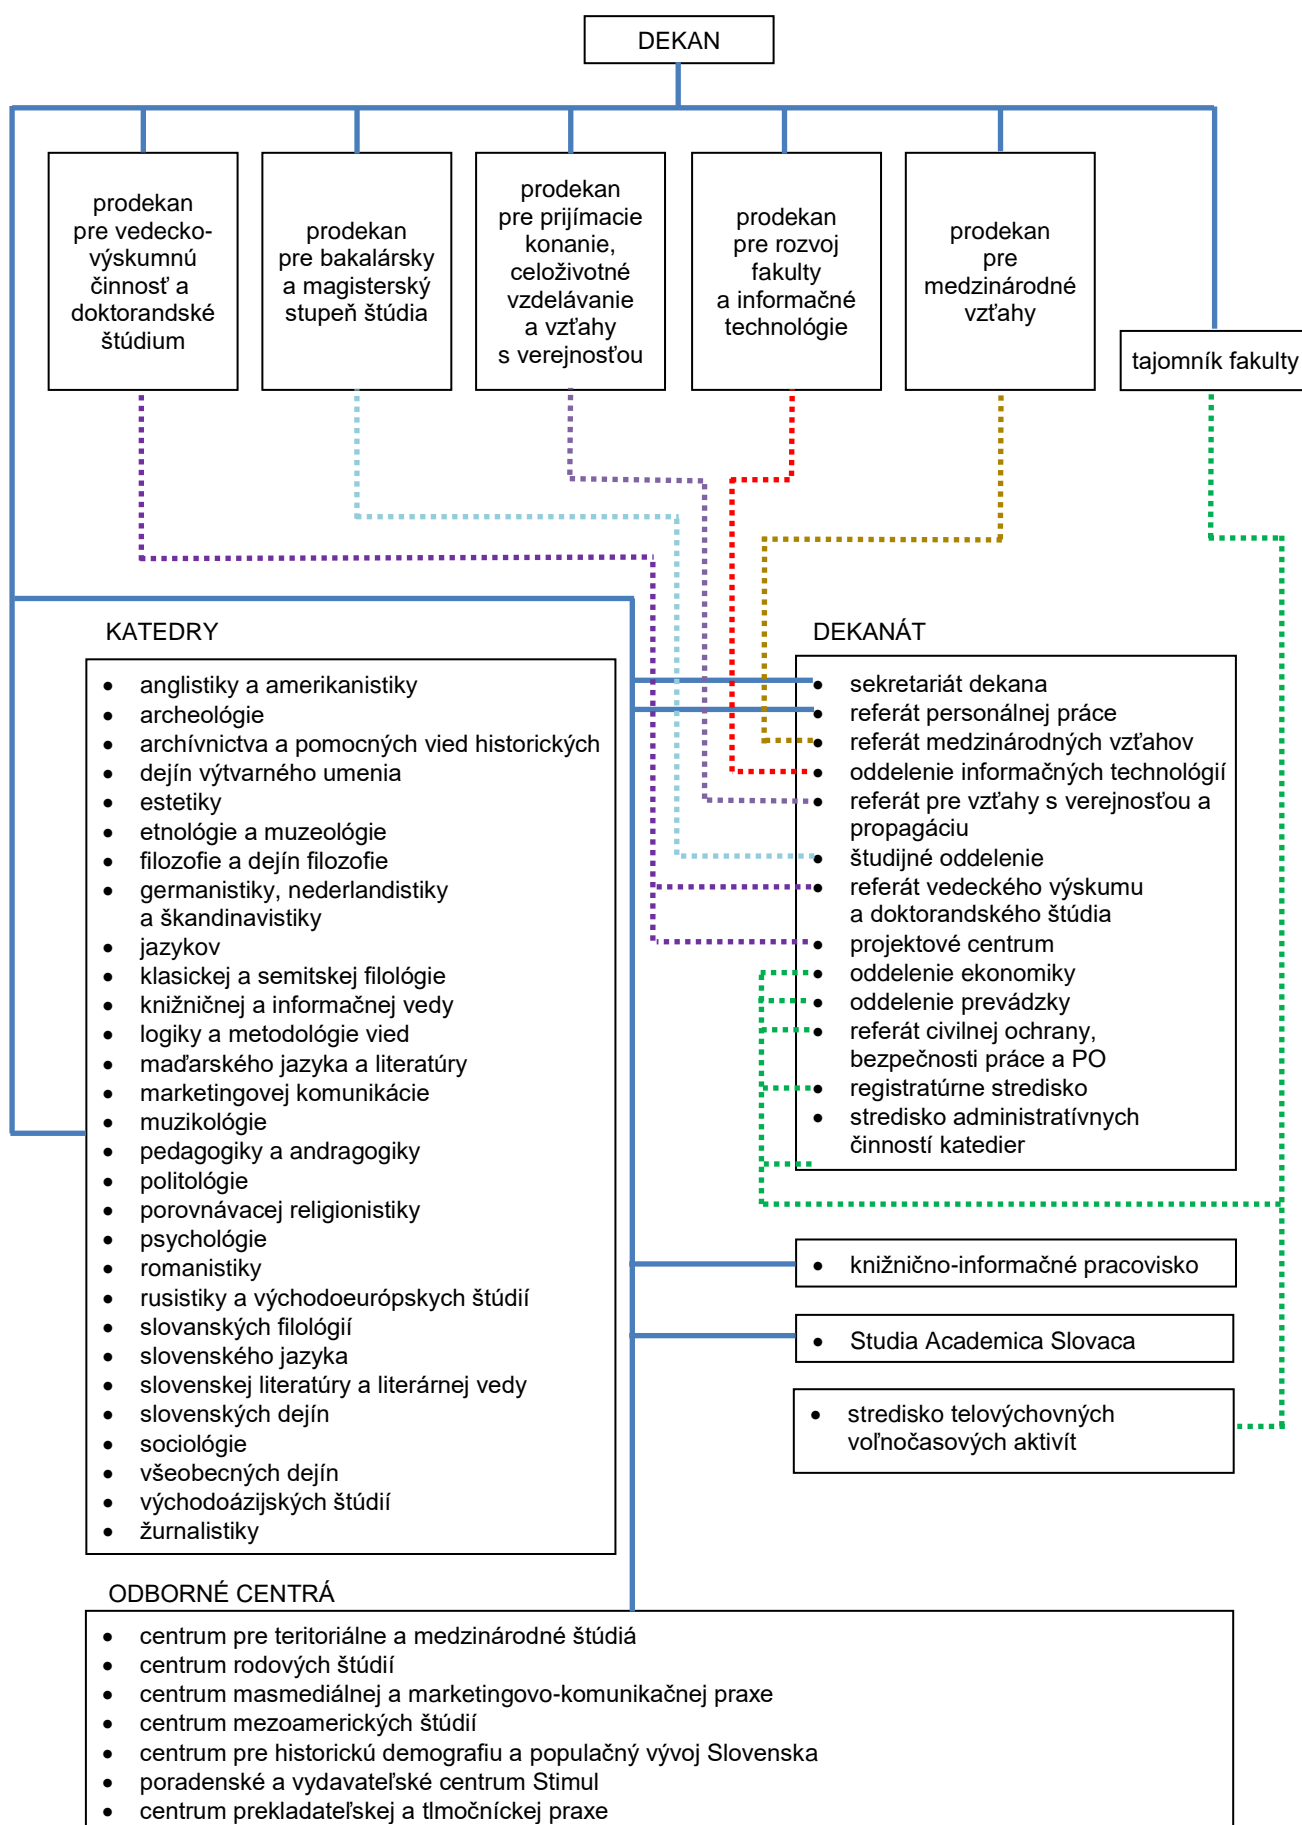 DEKAN
prodekan
pre vedecko-
výskumnú
činnosť a
doktorandské
štúdium
prodekan
pre bakalársky
a magisterský
stupeň štúdia
prodekan
pre prijímacie
konanie,
celoživotné
vzdelávanie
a vzťahy
s verejnosťou
prodekan
pre rozvoj
fakulty
a informačné
technológie
prodekan
pre
medzinárodné
vzťahy
tajomník fakulty
KATEDRY
• anglistiky a amerikanistiky
• archeológie
• archívnictva a pomocných vied historických
• dejín výtvarného umenia
• estetiky
• etnológie a muzeológie
• filozofie a dejín filozofie
• germanistiky, nederlandistiky
a škandinavistiky
• jazykov
• klasickej a semitskej filológie
• knižničnej a informačnej vedy
• logiky a metodológie vied
• maďarského jazyka a literatúry
• marketingovej komunikácie
• muzikológie
• pedagogiky a andragogiky
• politológie
• porovnávacej religionistiky
• psychológie
• romanistiky
• rusistiky a východoeurópskych štúdií
• slovanských filológií
• slovenského jazyka
• slovenskej literatúry a literárnej vedy
• slovenských dejín
• sociológie
• všeobecných dejín
• východoázijských štúdií
• žurnalistiky
DEKANÁT
• sekretariát dekana
• referát personálnej práce
• referát medzinárodných vzťahov
• oddelenie informačných technológií
• referát pre vzťahy s verejnosťou a
propagáciu
• študijné oddelenie
• referát vedeckého výskumu
a doktorandského štúdia
• projektové centrum
• oddelenie ekonomiky
• oddelenie prevádzky
• referát civilnej ochrany,
bezpečnosti práce a PO
• registratúrne stredisko
• stredisko administratívnych
činností katedier
• knižnično-informačné pracovisko
• Studia Academica Slovaca
• stredisko telovýchovných
voľnočasových aktivít
ODBORNÉ CENTRÁ
• centrum pre teritoriálne a medzinárodné štúdiá
• centrum rodových štúdií
• centrum masmediálnej a marketingovo-komunikačnej praxe
• centrum mezoamerických štúdií
• centrum pre historickú demografiu a populačný vývoj Slovenska
• poradenské a vydavateľské centrum Stimul
• centrum prekladateľskej a tlmočníckej praxe